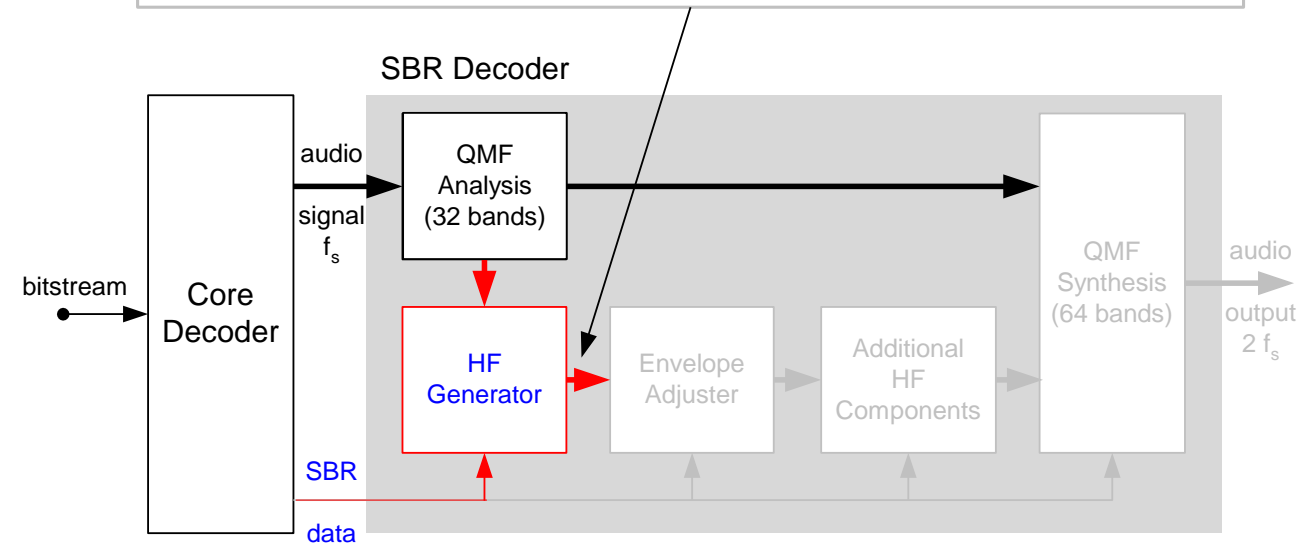 SBR Decoder
bitstream
Core
Decoder
audio
signal
fs
QMF
Analysis
(32 bands)
HF
Generator
Envelope
Adjuster
Additional
HF
Components
QMF
Synthesis
(64 bands)
audio
output
2 fs
SBR
data